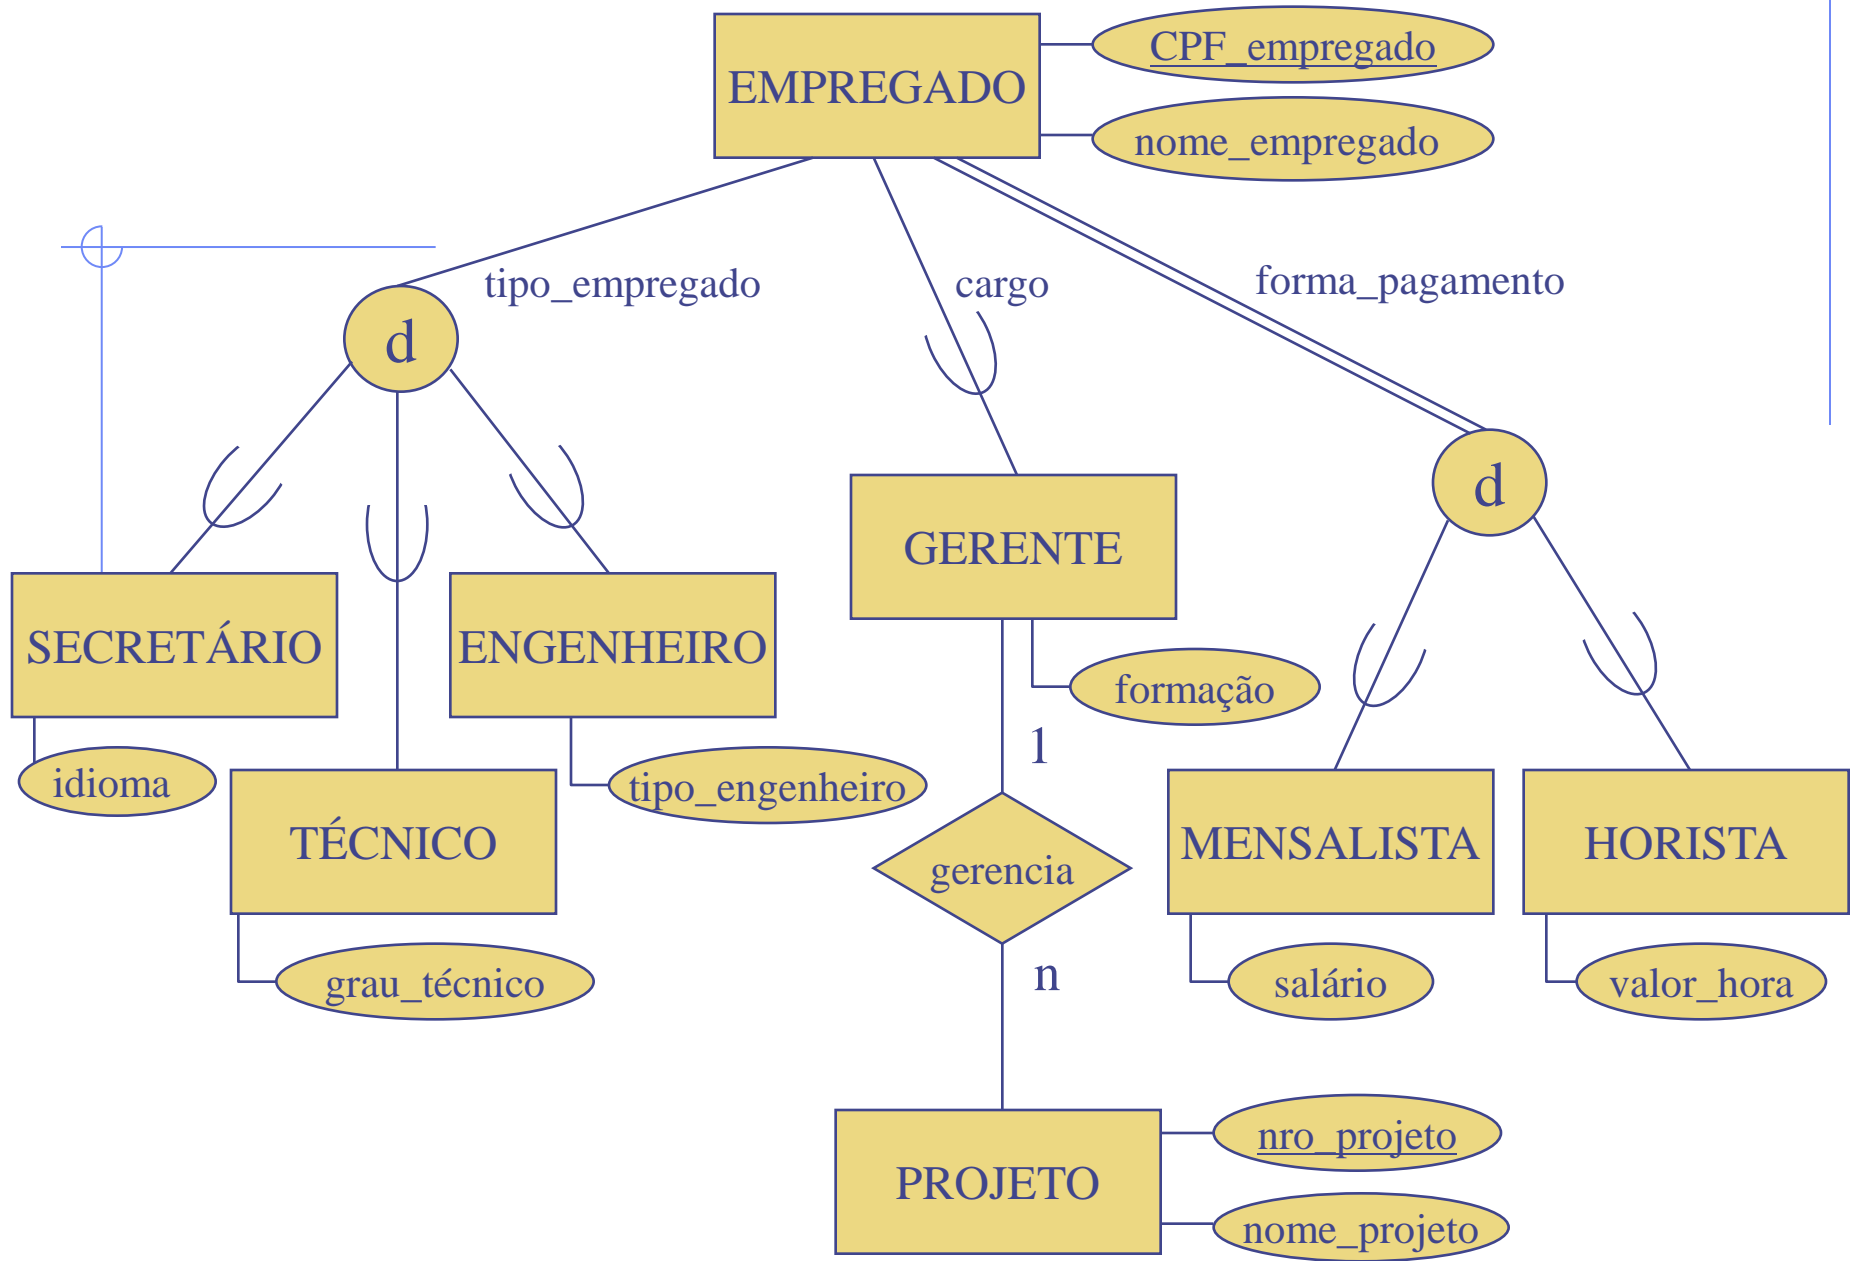 EMPREGADO
CPF_empregado
nome_empregado
tipo_empregado
cargo
forma_pagamento
d
d
GERENTE
SECRETÁRIO
ENGENHEIRO
formação
1
idioma
tipo_engenheiro
TÉCNICO
gerencia
MENSALISTA
HORISTA
grau_técnico
n
salário
valor_hora
nro_projeto
PROJETO
nome_projeto